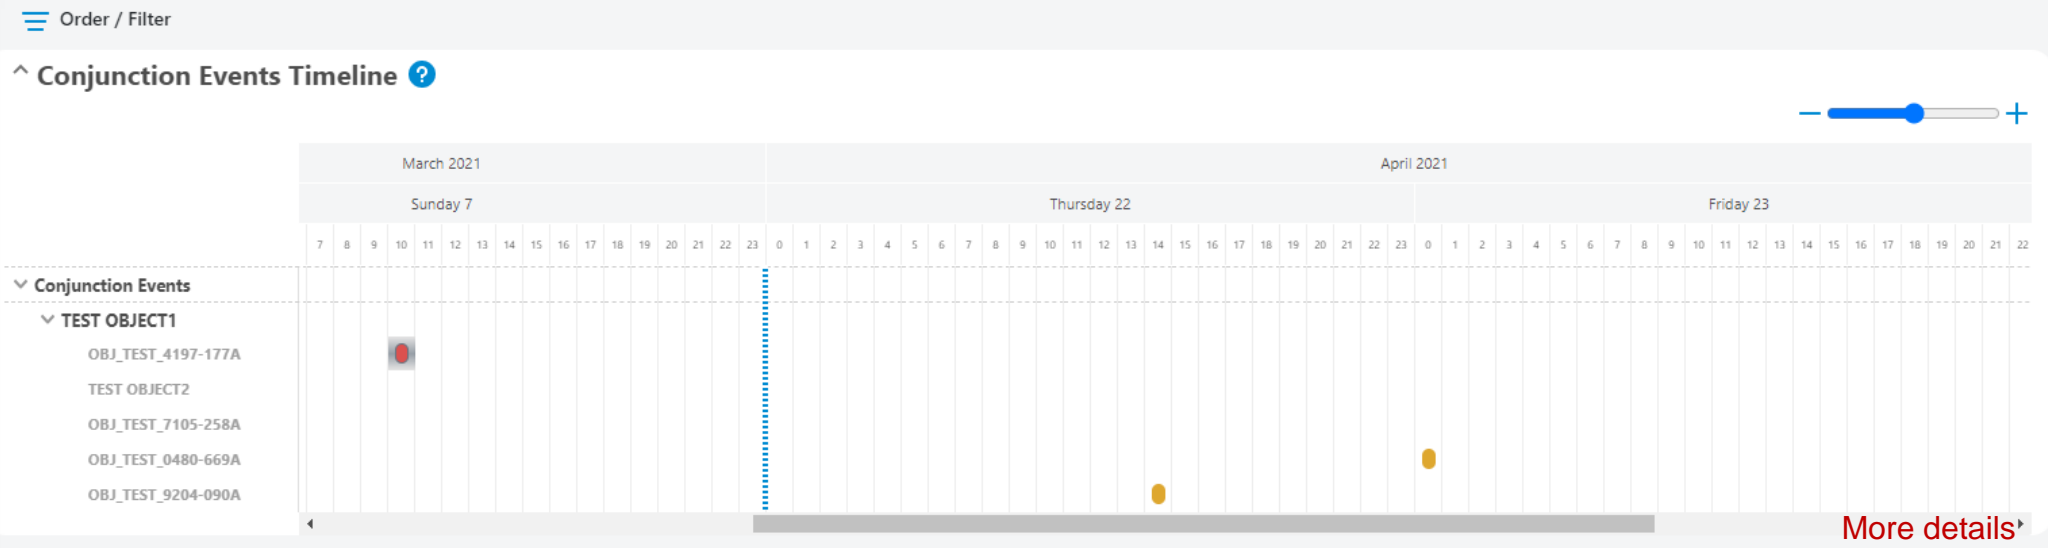 Order / Filter
Conjunction Events Timeline ?
March 2021 April 2021
Sunday 7 Thursday 22 Friday 23
7 8 9 10 11 12 13 14 15 16 17 18 19 20 21 22 23 0 1 2 3 4 5 6 7 8 9 10 11 12 13 14 15 16 17 18 19 20 21 22 23 0 1 2 3 4 5 6 7 8 9 10 11 12 13 14 15 16 17 18 19 20 21 22
Conjunction Events
TEST OBJECT1
OBJ_TEST_4197-177A
TEST OBJECT2
OBJ_TEST_7105-258A
OBJ_TEST_0480-669A
OBJ_TEST_9204-090A
More details